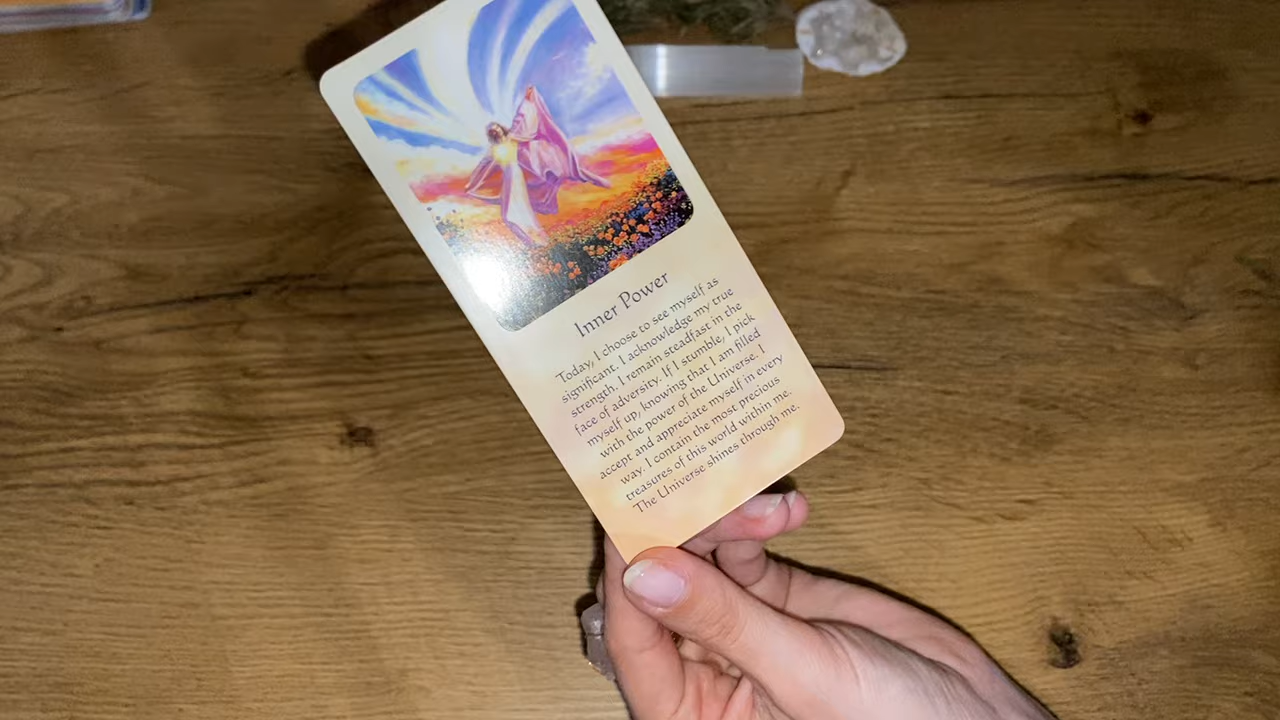 Inner Power
Today, I choose to see myself as
significant. I acknowledge my true
strength. I remain steadfast in the
face of adversity. If I stumble, I pick
myself up, knowing that I am filled
with the power of the Universe. I
accept and appreciate myself in every
way. I contain the most precious
treasures of this world within me.
The Universe shines through me.